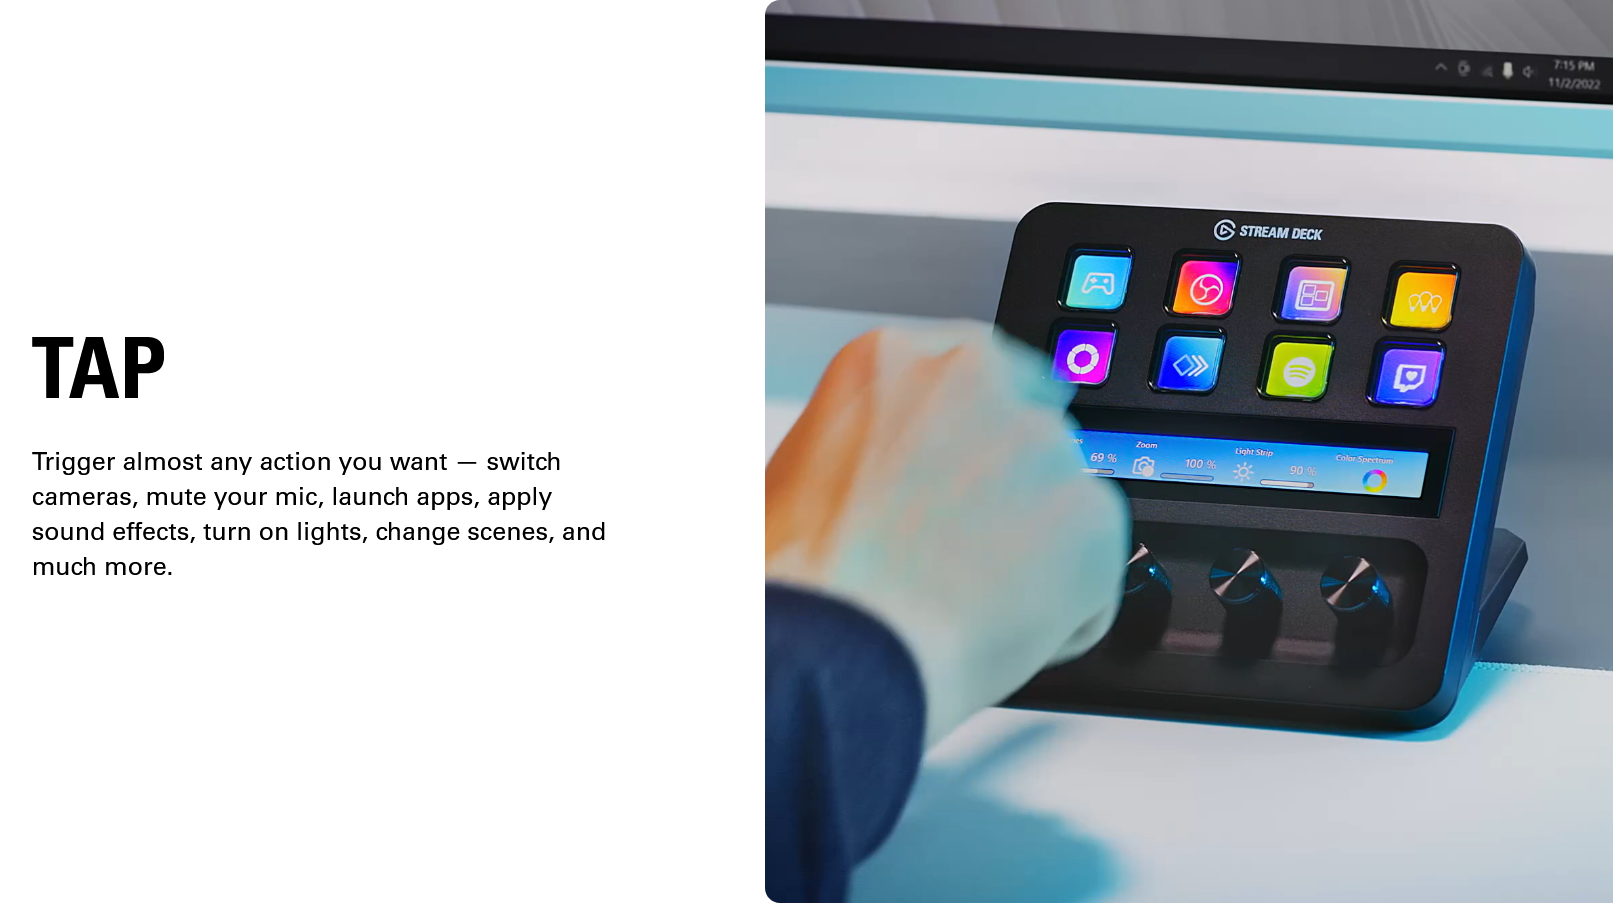 TAP
Trigger almost any action you want — switch
cameras, mute your mic, launch apps, apply
sound effects, turn on lights, change scenes, and
much more.
7:15 PM
11/2/2022
STREAM DECK
69 %
Zoom
100 %
Light Strip
90 %
Color Spectrum